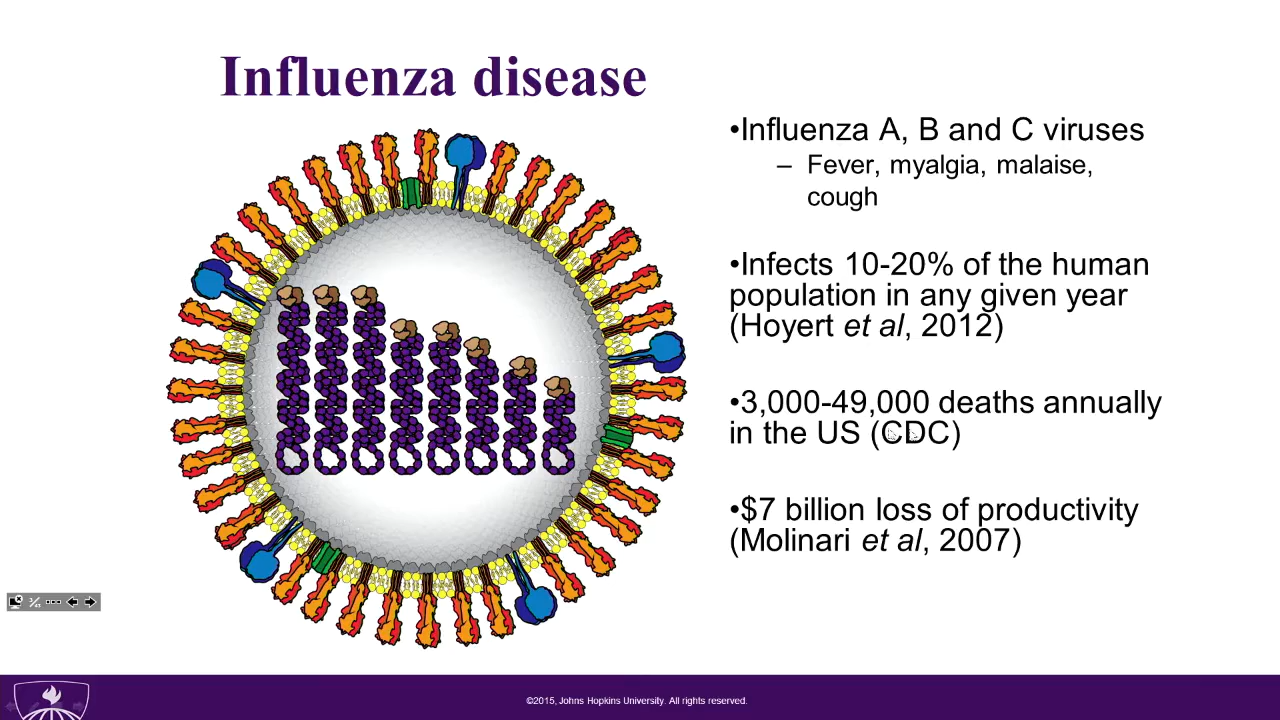 Influenza disease
•Influenza A, B and C viruses
– Fever, myalgia, malaise,
cough
•Infects 10-20% of the human
population in any given year
(Hoyert et al, 2012)
•3,000-49,000 deaths annually
in the US (CDC)
•$7 billion loss of productivity
(Molinari et al, 2007)
3/43
©2015, Johns Hopkins University. All rights reserved.